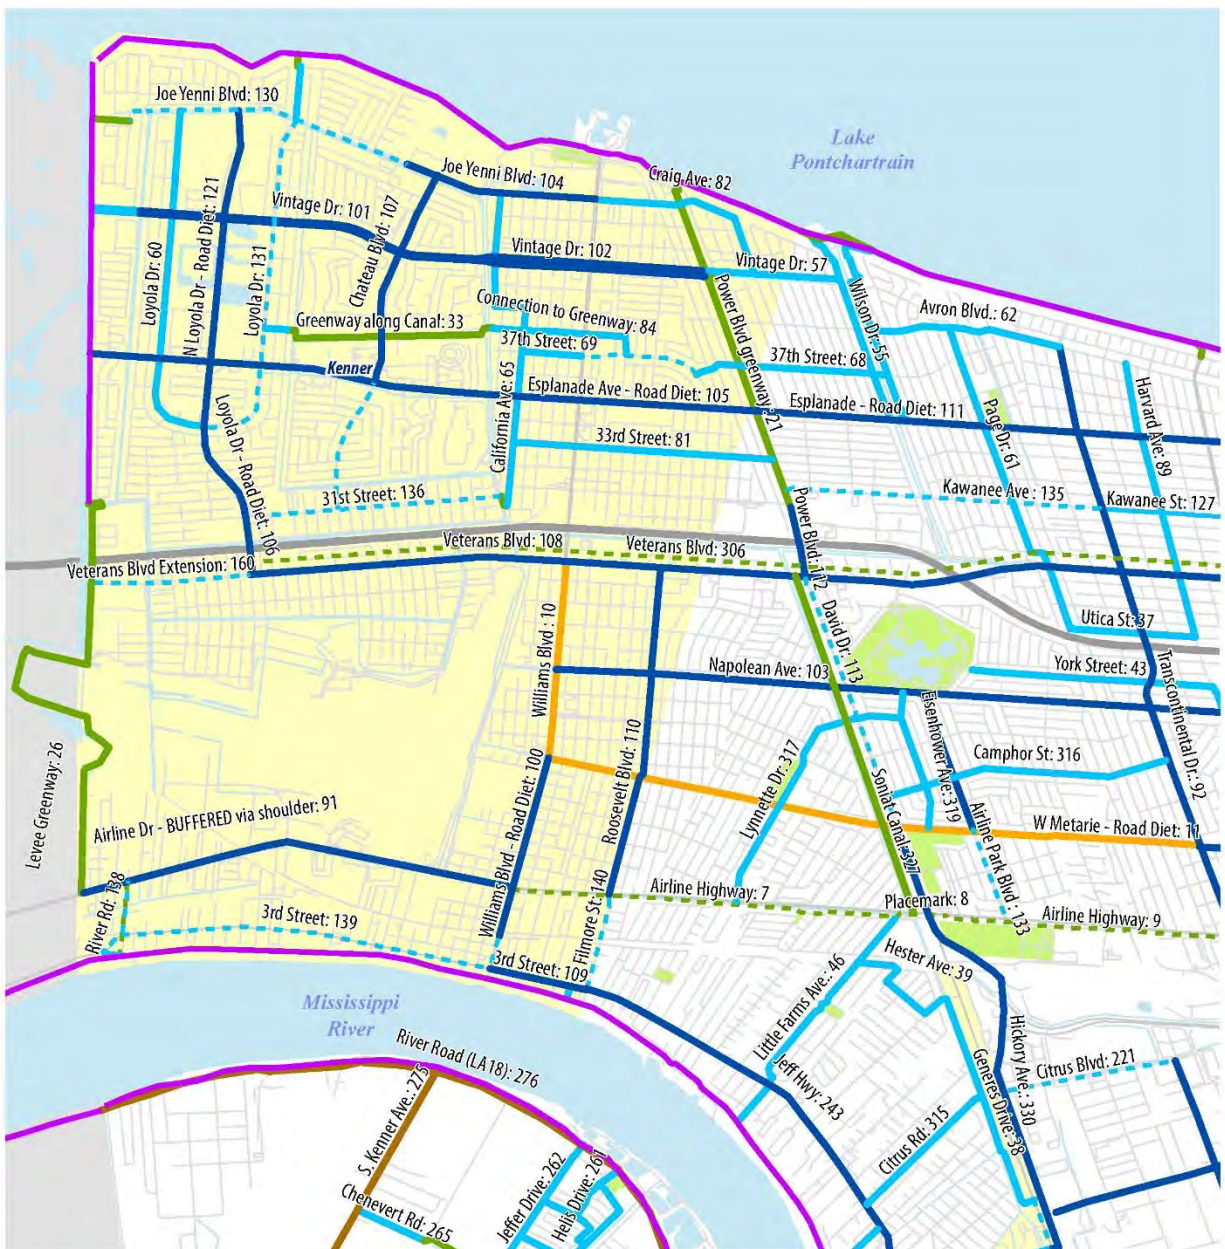 Joe Yenni Blvd: 130
Lake
Pontchartrain
Joe Yenni Blvd: 104
Craig Ave: 82
Vintage Dr: 101
N Loyola Dr - Road Diet: 121
Chateau Blvd: 107
Vintage Dr: 102
Vintage Dr: 57
Loyola Dr: 60
Loyola Dr: 131
Power Blvd greenway: 21
Wilson Dr: 55
Connection to Greenway: 84
Greenway along Canal: 33
Avron Blvd.: 62
37th Street: 69
37th Street: 68
Kenner
California Ave: 65
Esplanade Ave - Road Diet: 105
Esplanade - Road Diet: 111
Page Dr: 61
Harvard Ave: 89
Loyola Dr - Road Diet: 106
33rd Street: 81
31st Street: 136
Kawanee Ave : 135
Kawanee St: 127
Power Blvd: 112
Veterans Blvd: 108
Veterans Blvd: 306
Veterans Blvd Extension: 160
David Dr: 113
Utica St: 37
Williams Blvd : 10
Napolean Ave: 103
York Street: 43
Transcontinental Dr.: 92
Eisenhower Ave: 319
Roosevelt Blvd: 110
Lynnette Dr: 317
Camphor St: 316
Levee Greenway: 26
Airline Dr - BUFFERED via shoulder: 91
Williams Blvd - Road Diet: 100
Soniat Canal: 327
Airline Park Blvd: 133
W Metarie - Road Diet: 11
River Rd: 138
3rd Street: 139
Filmore St: 140
Airline Highway: 7
Placemark: 8
Airline Highway: 9
3rd Street: 109
Hester Ave: 39
Little Farms Ave.: 46
Mississippi
River
River Road (LA18): 276
Jeff Hwy: 243
Hickory Ave.: 330
Citrus Blvd: 221
Generes Drive: 38
Citrus Rd: 315
S. Kenner Ave.: 275
Chenevert Rd: 265
Jeffer Drive: 262
Helis Drive: 261